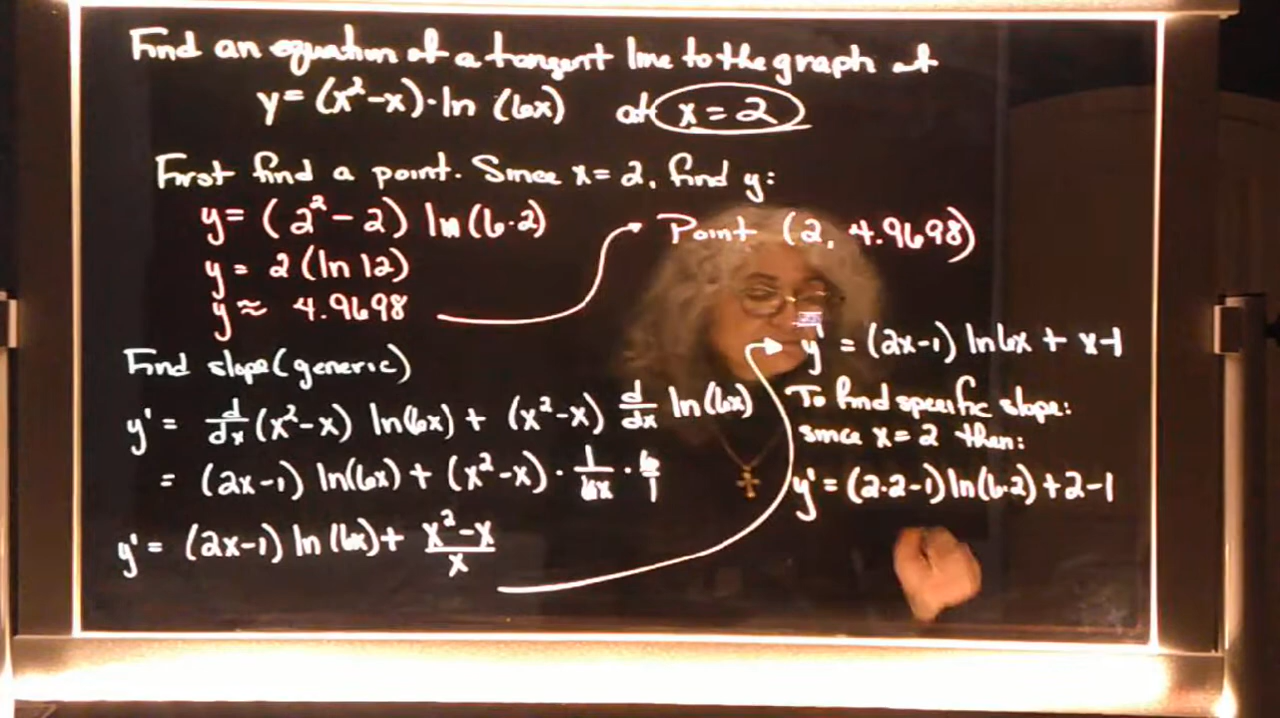 Find an equation of a tangent line to the graph at
y = (x² - x) · ln (6x) at x = 2
First find a point. Since x = 2, find y:
y = (2² - 2) ln (6·2)
y = 2 (ln 12)
y ≈ 4.9698
Point (2, 4.9698)
Find slope (generic)
y' = d/dx (x² - x) ln(6x) + (x² - x) d/dx ln(6x)
= (2x-1) ln(6x) + (x² - x) · 1/6x · 6/1
y' = (2x-1) ln (6x) + x² - x / x
y' = (2x-1) ln 6x + x-1
To find specific slope:
since x = 2 then:
y' = (2·2-1) ln(6·2) + 2-1